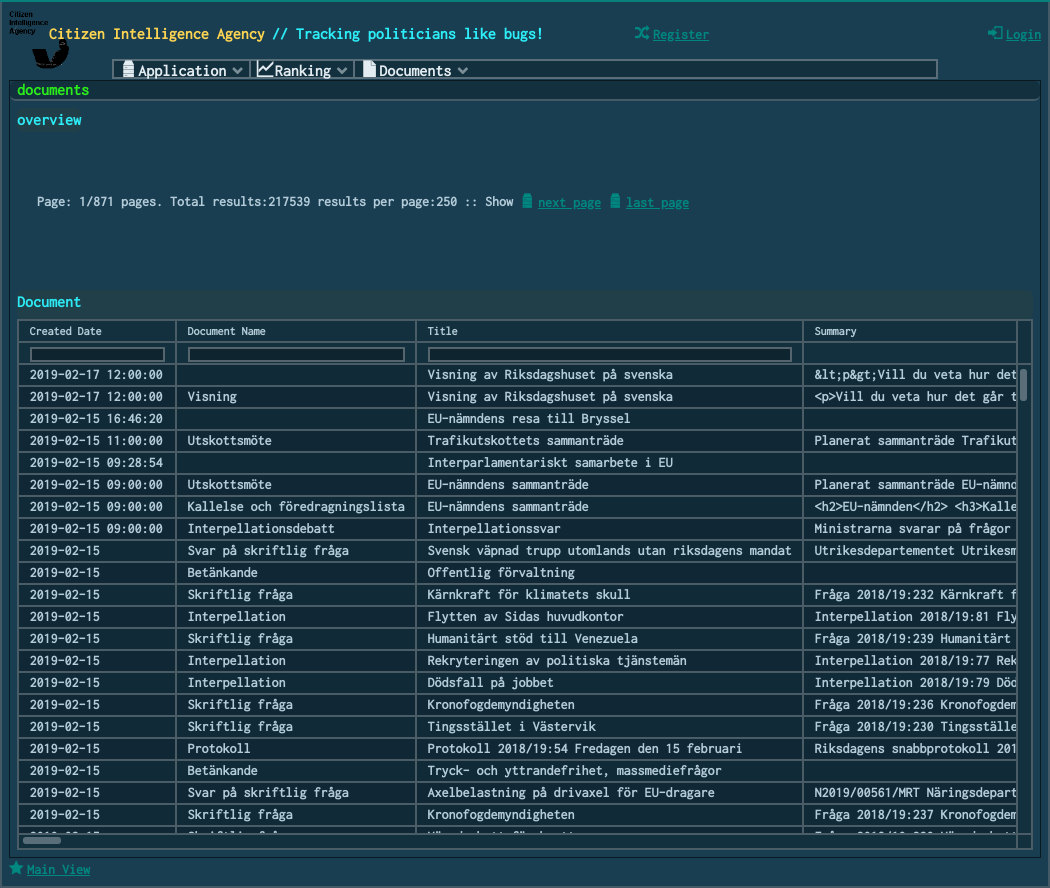 Citizen
Intelligence
Agency
Citizen Intelligence Agency // Tracking politicians like bugs!
Register
Login
Application Ranking Documents
documents
overview
Page: 1/871 pages. Total results:217539 results per page:250 :: Show next page last page
Document
Created Date Document Name Title Summary
2019-02-17 12:00:00 Visning av Riksdagshuset på svenska &lt;p&gt;Vill du veta hur det
2019-02-17 12:00:00 Visning Visning av Riksdagshuset på svenska <p>Vill du veta hur det går t
2019-02-15 16:46:20 EU-nämndens resa till Bryssel
2019-02-15 11:00:00 Utskottsmöte Trafikutskottets sammanträde Planerat sammanträde Trafikut
2019-02-15 09:28:54 Interparlamentariskt samarbete i EU
2019-02-15 09:00:00 Utskottsmöte EU-nämndens sammanträde Planerat sammanträde EU-nämnd
2019-02-15 09:00:00 Kallelse och föredragningslista EU-nämndens sammanträde <h2>EU-nämnden</h2> <h3>Kalle
2019-02-15 09:00:00 Interpellationsdebatt Interpellationssvar Ministrarna svarar på frågor
2019-02-15 Svar på skriftlig fråga Svensk väpnad trupp utomlands utan riksdagens mandat Utrikesdepartementet Utrikesm
2019-02-15 Betänkande Offentlig förvaltning
2019-02-15 Skriftlig fråga Kärnkraft för klimatets skull Fråga 2018/19:232 Kärnkraft f
2019-02-15 Interpellation Flytten av Sidas huvudkontor Interpellation 2018/19:81 Fly
2019-02-15 Skriftlig fråga Humanitärt stöd till Venezuela Fråga 2018/19:239 Humanitärt
2019-02-15 Interpellation Rekryteringen av politiska tjänstemän Interpellation 2018/19:77 Rek
2019-02-15 Interpellation Dödsfall på jobbet Interpellation 2018/19:79 Död
2019-02-15 Skriftlig fråga Kronofogdemyndigheten Fråga 2018/19:236 Kronofogdem
2019-02-15 Skriftlig fråga Tingsstället i Västervik Fråga 2018/19:230 Tingsställe
2019-02-15 Protokoll Protokoll 2018/19:54 Fredagen den 15 februari Riksdagens snabbprotokoll 201
2019-02-15 Betänkande Tryck- och yttrandefrihet, massmediefrågor
2019-02-15 Svar på skriftlig fråga Axelbelastning på drivaxel för EU-dragare N2019/00561/MRT Näringsdepart
2019-02-15 Skriftlig fråga Kronofogdemyndigheten Fråga 2018/19:237 Kronofogdem
Main View